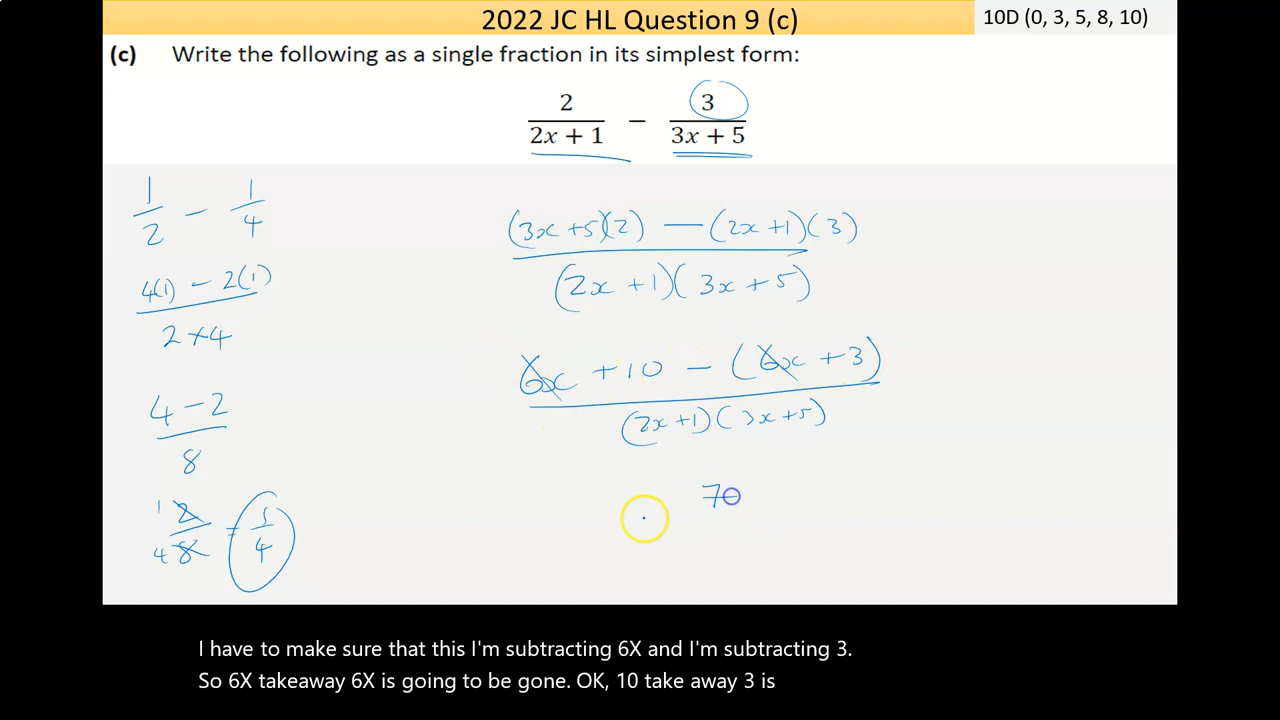 2022 JC HL Question 9 (c)
10D (0, 3, 5, 8, 10)
(c) Write the following as a single fraction in its simplest form:
2 3
— − —
2x + 1 3x + 5
1 1
— − —
2 4
4(1) − 2(1)
2 × 4
4 − 2
8
1 2 1
— = —
4 8 4
(3x + 5)(2) — (2x + 1)(3)
(2x + 1)(3x + 5)
6x + 10 − (6x + 3)
(2x + 1)(3x + 5)
7
I have to make sure that this I'm subtracting 6X and I'm subtracting 3.
So 6X takeaway 6X is going to be gone. OK, 10 take away 3 is